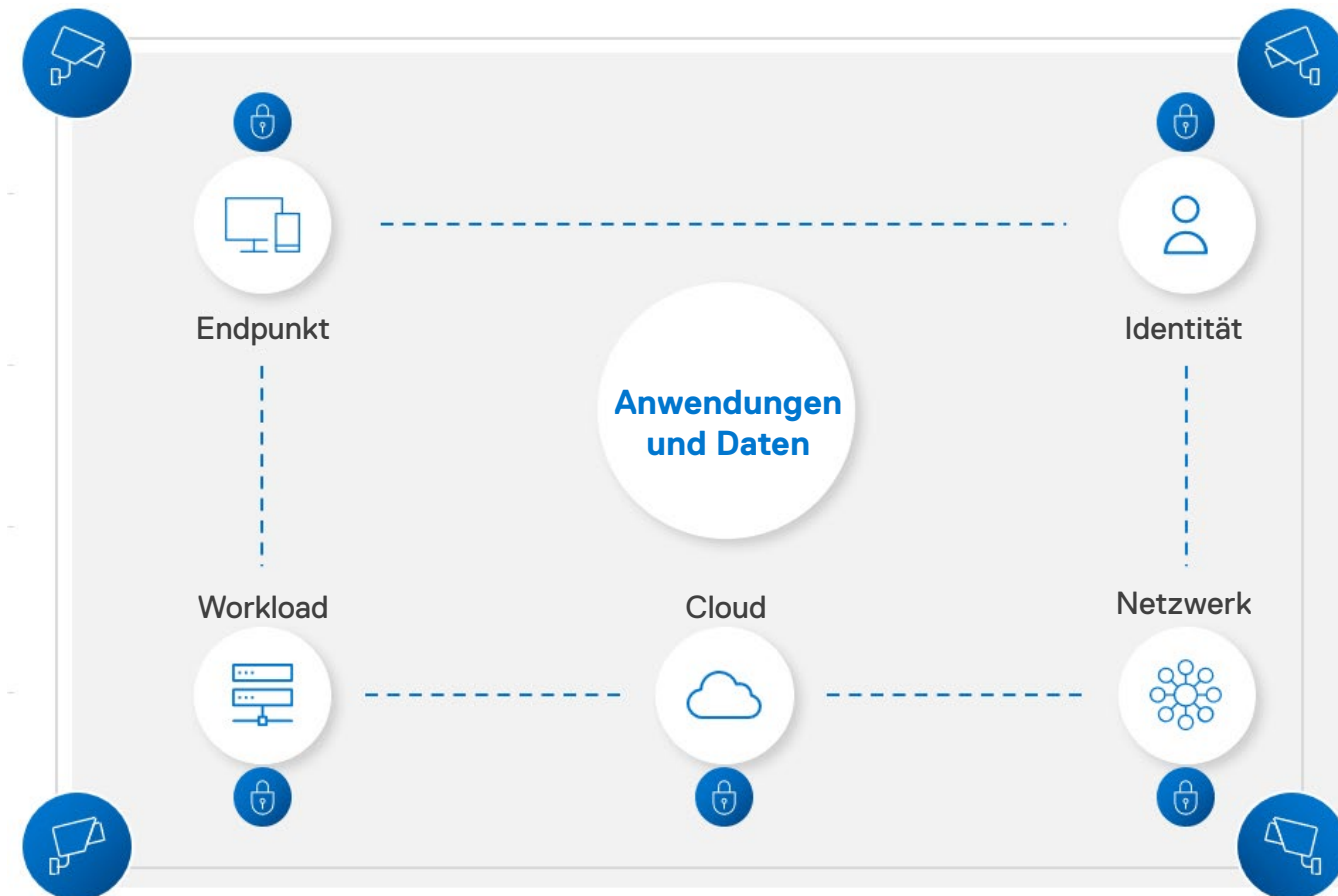 Endpunkt
Identität
Anwendungen
und Daten
Workload
Cloud
Netzwerk